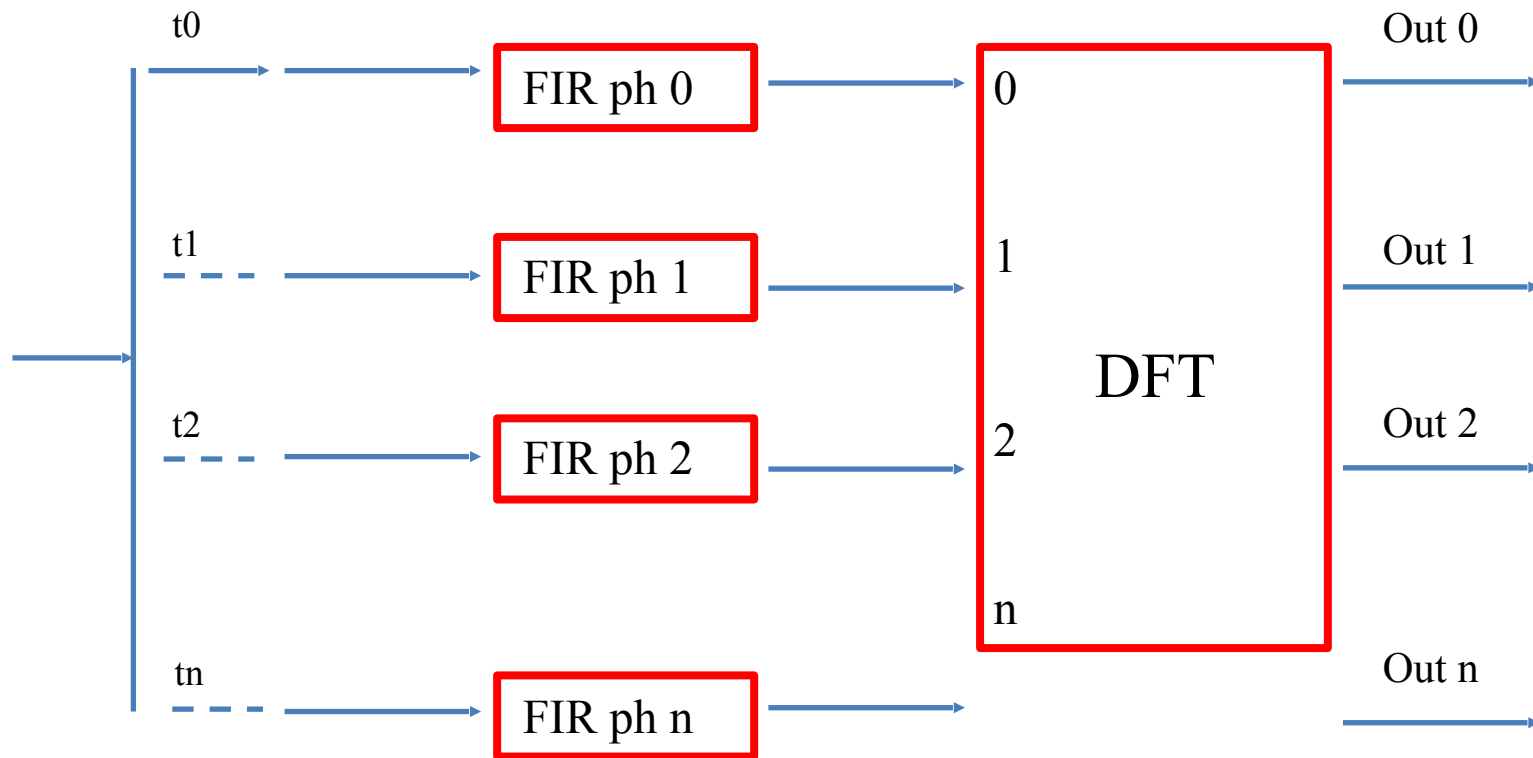 t0
FIR ph 0
0
Out 0
t1
FIR ph 1
1
Out 1
DFT
t2
FIR ph 2
2
Out 2
n
tn
FIR ph n
Out n